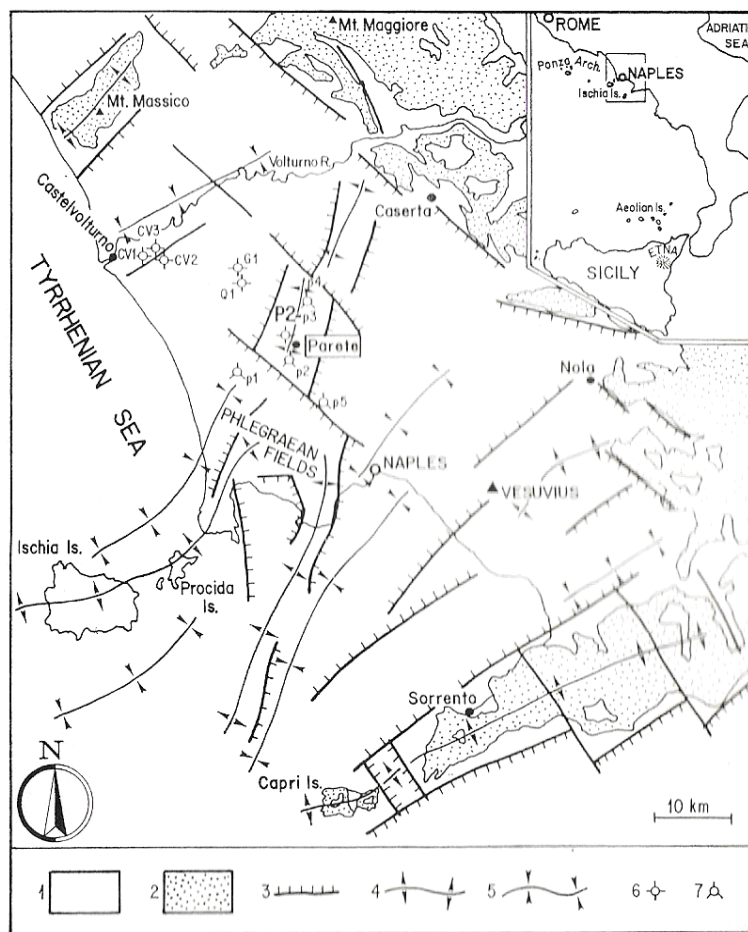 Mt. Maggiore
Mt. Massico
ROME
ADRIATI
SEA
Ponza Arch.
NAPLES
Ischia Is.
Aeolian Is.
ETNA
SICILY
Volturno R.
Castelvolturno
Caserta
CV3
CV1
CV2
G1
Q1
p4
P2
p3
Parete
p2
p1
p5
Nola
TYRRHENIAN SEA
PHLEGRAEAN
FIELDS
NAPLES
VESUVIUS
Ischia Is.
Procida
Is.
Sorrento
N
Capri Is.
10 km
1 2 3 4 5 6 7